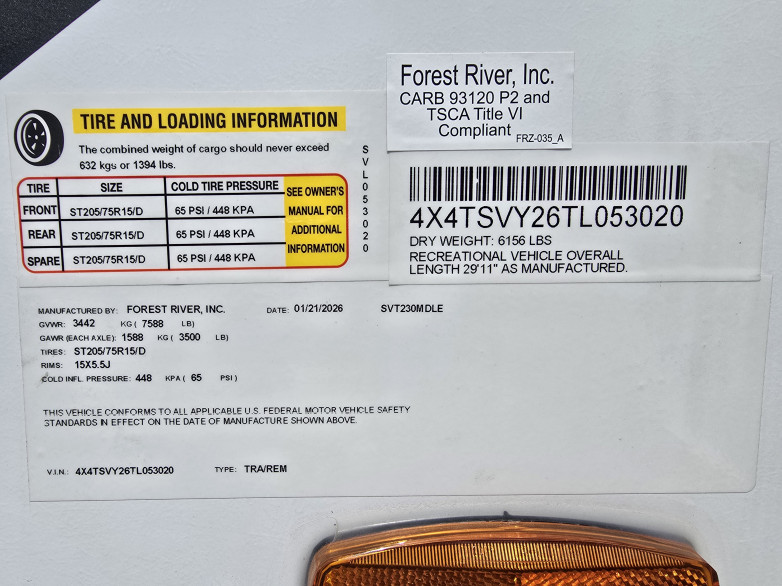 Forest River, Inc.
CARB 93120 P2 and
TSCA Title VI
Compliant
FRZ-035_A
TIRE AND LOADING INFORMATION
The combined weight of cargo should never exceed
632 kgs or 1394 lbs.
TIRE SIZE COLD TIRE PRESSURE
FRONT ST205/75R15/D 65 PSI / 448 KPA
REAR ST205/75R15/D 65 PSI / 448 KPA
SPARE ST205/75R15/D 65 PSI / 448 KPA
SEE OWNER'S
MANUAL FOR
ADDITIONAL
INFORMATION
SVL053020
4X4TSVY26TL053020
DRY WEIGHT: 6156 LBS
RECREATIONAL VEHICLE OVERALL
LENGTH 29'11" AS MANUFACTURED.
MANUFACTURED BY: FOREST RIVER, INC. DATE: 01/21/2026 SVT230MDLE
GVWR: 3442 KG ( 7588 LB)
GAWR (EACH AXLE): 1588 KG ( 3500 LB)
TIRES: ST205/75R15/D
RIMS: 15X5.5J
COLD INFL. PRESSURE: 448 KPA ( 65 PSI)
THIS VEHICLE CONFORMS TO ALL APPLICABLE U.S. FEDERAL MOTOR VEHICLE SAFETY
STANDARDS IN EFFECT ON THE DATE OF MANUFACTURE SHOWN ABOVE.
V.I.N.: 4X4TSVY26TL053020 TYPE: TRA/REM